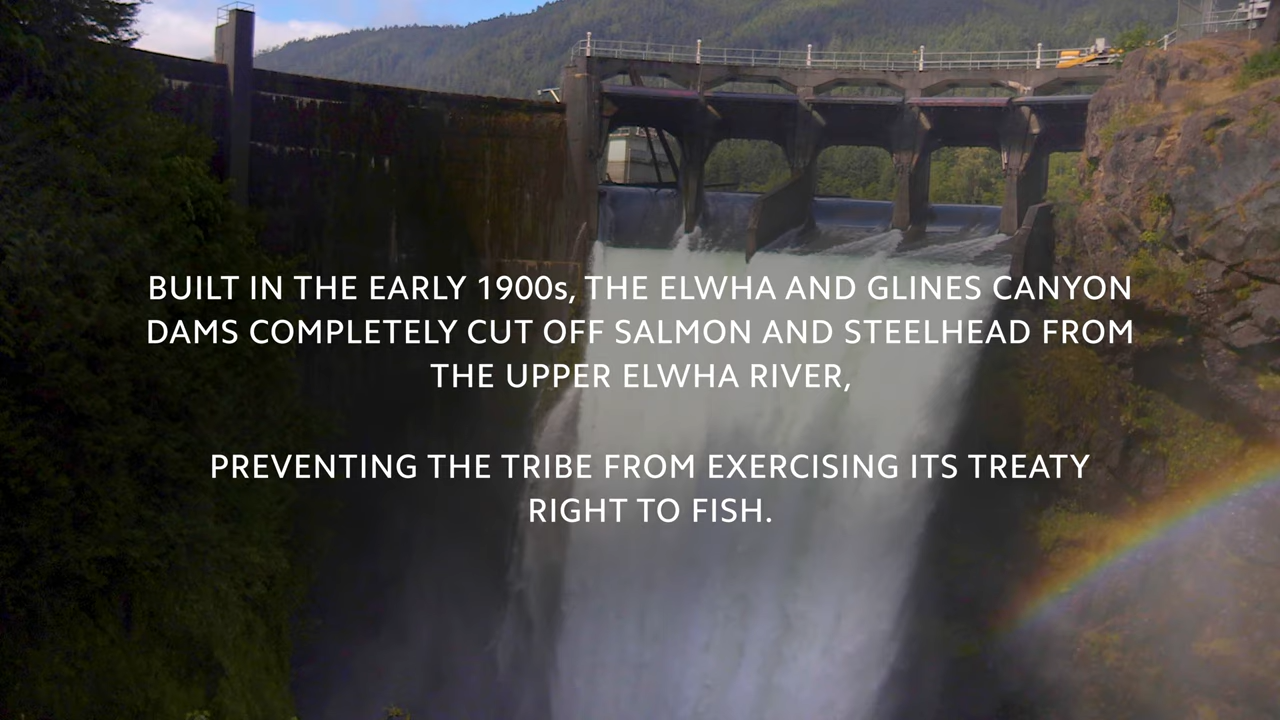 BUILT IN THE EARLY 1900s, THE ELWHA AND GLINES CANYON
DAMS COMPLETELY CUT OFF SALMON AND STEELHEAD FROM
THE UPPER ELWHA RIVER,
PREVENTING THE TRIBE FROM EXERCISING ITS TREATY
RIGHT TO FISH.